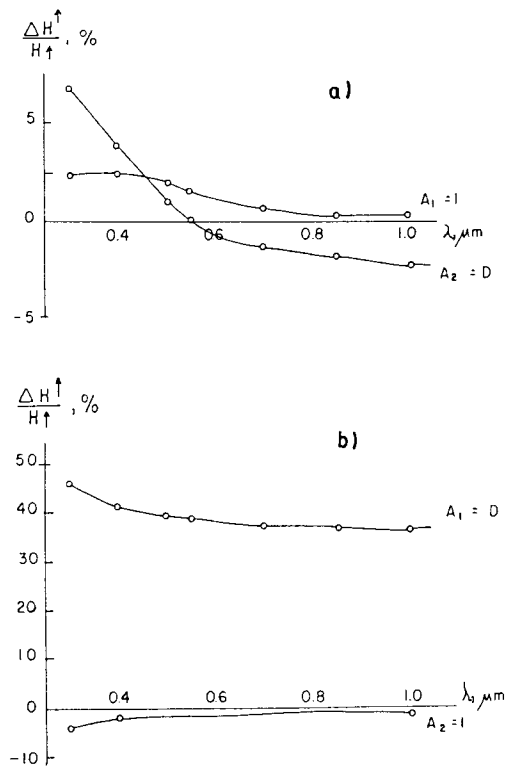 ΔH↑
H↑ , %
a)
5
0
-5
0.4 0.6 0.8 1.0 λ, μm
A₁ = 1
A₂ = D
ΔH↑
H↑ , %
b)
50
40
30
20
10
0
-10
A₁ = D
0.4 0.6 0.8 1.0 λ, μm
A₂ = 1